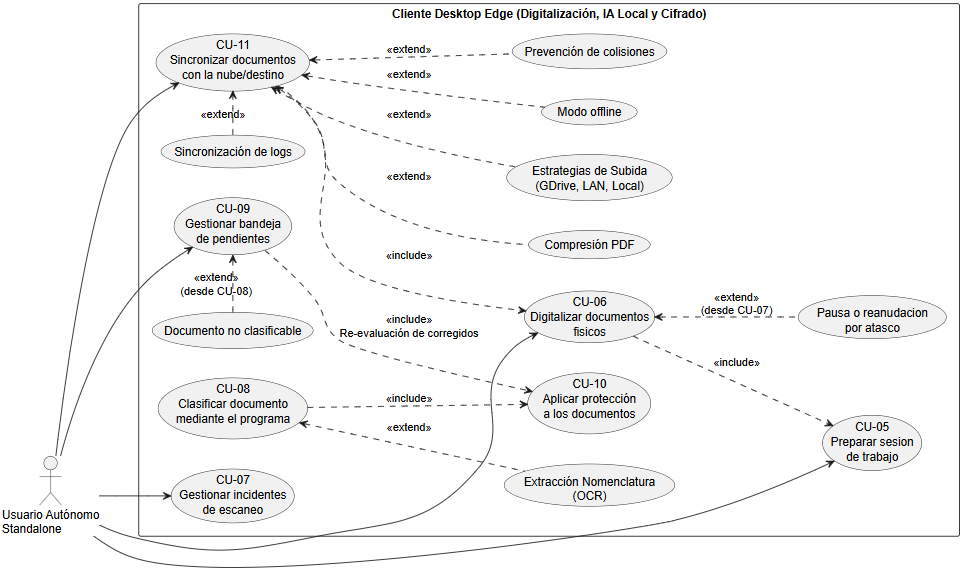 Cliente Desktop Edge (Digitalización, IA Local y Cifrado)
CU-11
Sincronizar documentos
con la nube/destino
«extend»
Prevención de colisiones
«extend»
Modo offline
«extend»
Sincronización de logs
«extend»
Estrategias de Subida
(GDrive, LAN, Local)
«extend»
Compresión PDF
«include»
CU-09
Gestionar bandeja
de pendientes
«extend»
(desde CU-08)
Documento no clasificable
«include»
Re-evaluación de corregidos
CU-06
Digitalizar documentos
fisicos
«extend»
(desde CU-07)
Pausa o reanudacion
por atasco
«include»
CU-08
Clasificar documento
mediante el programa
«include»
«extend»
CU-10
Aplicar protección
a los documentos
CU-05
Preparar sesion
de trabajo
Extracción Nomenclatura
(OCR)
CU-07
Gestionar incidentes
de escaneo
Usuario Autónomo
Standalone